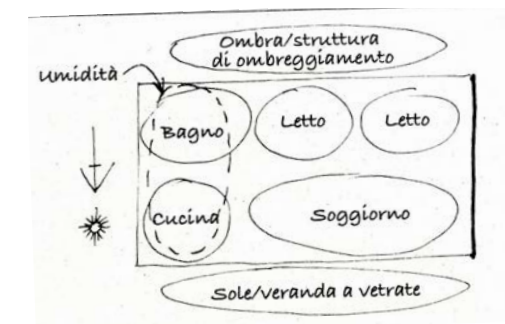 Ombra/struttura
di ombreggiamento
umidità
Bagno
Letto
Letto
Cucina
Soggiorno
Sole/veranda a vetrate